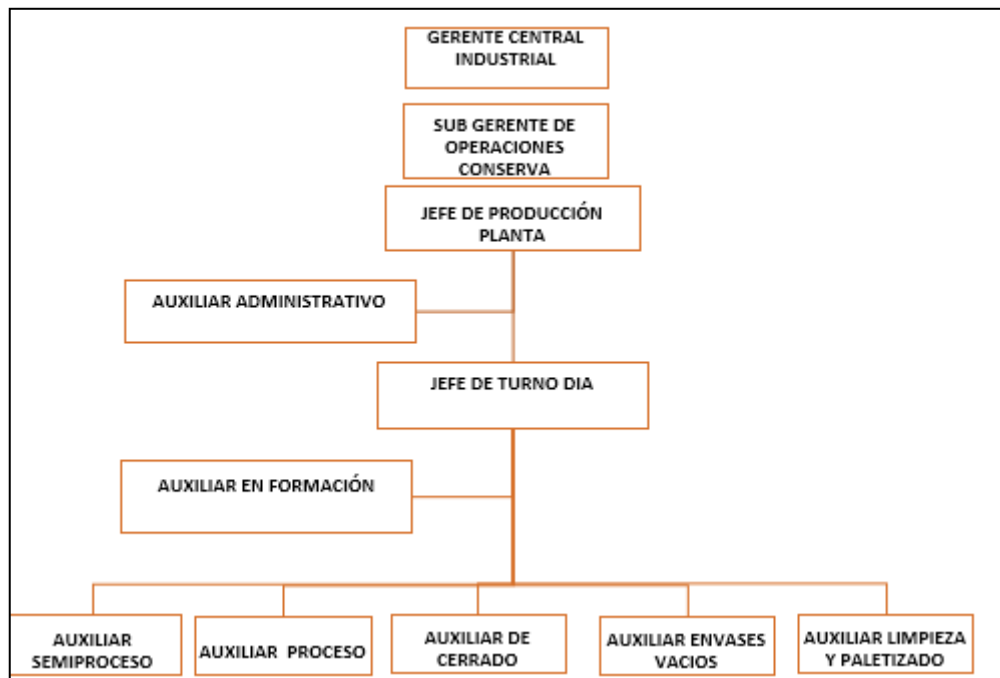 GERENTE CENTRAL
INDUSTRIAL
SUB GERENTE DE
OPERACIONES
CONSERVA
JEFE DE PRODUCCIÓN
PLANTA
AUXILIAR ADMINISTRATIVO
JEFE DE TURNO DIA
AUXILIAR EN FORMACIÓN
AUXILIAR
SEMIPROCESO
AUXILIAR PROCESO
AUXILIAR DE
CERRADO
AUXILIAR ENVASES
VACIOS
AUXILIAR LIMPIEZA
Y PALETIZADO